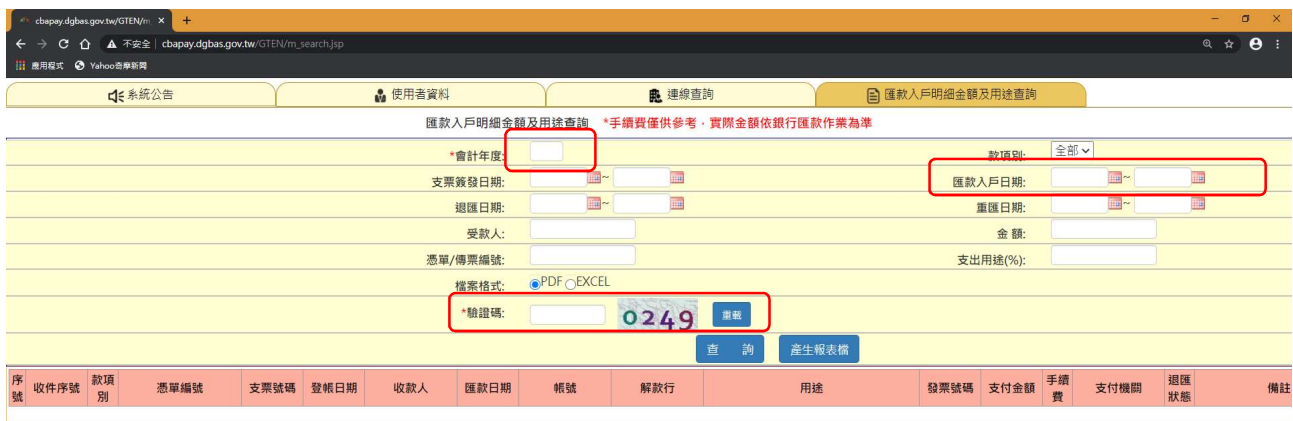 cbapay.dgbas.gov.tw/GTEN/m
不安全 | cbapay.dgbas.gov.tw/GTEN/m_search.jsp
應用程式 Yahoo奇摩新聞
系統公告 使用者資料 連線查詢 匯款入戶明細金額及用途查詢
匯款入戶明細金額及用途查詢 *手續費僅供參考,實際金額依銀行匯款作業為準
*會計年度: 款項別: 全部
支票簽發日期: ~ 匯款入戶日期: ~
退匯日期: ~ 重匯日期: ~
受款人: 金 額:
憑單/傳票編號: 支出用途(%):
檔案格式: PDF EXCEL
*驗證碼: 0249 重載
查 詢 產生報表檔
序號 收件序號 款項別 憑單編號 支票號碼 登帳日期 收款人 匯款日期 帳號 解款行 用途 發票號碼 支付金額 手續費 支付機關 退匯狀態 備註